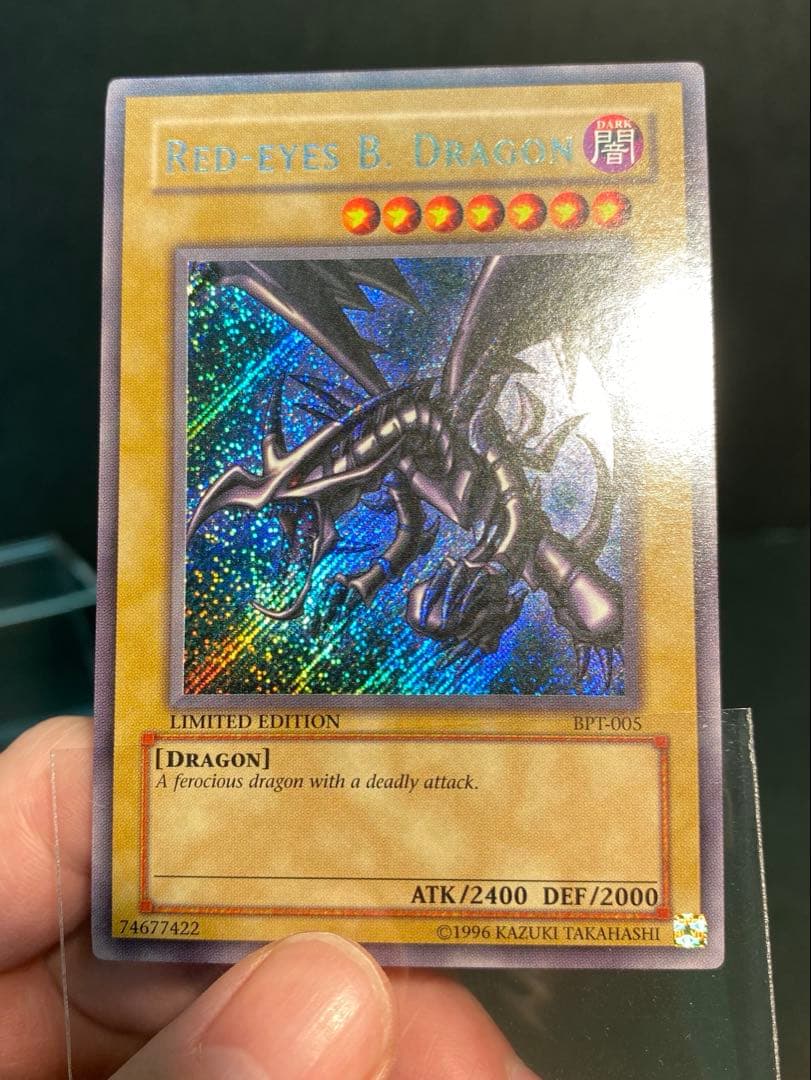 RED-EYES B. DRAGON
DARK
闇
LIMITED EDITION BPT-005
[DRAGON]
A ferocious dragon with a deadly attack.
ATK/2400 DEF/2000
74677422 ©1996 KAZUKI TAKAHASHI